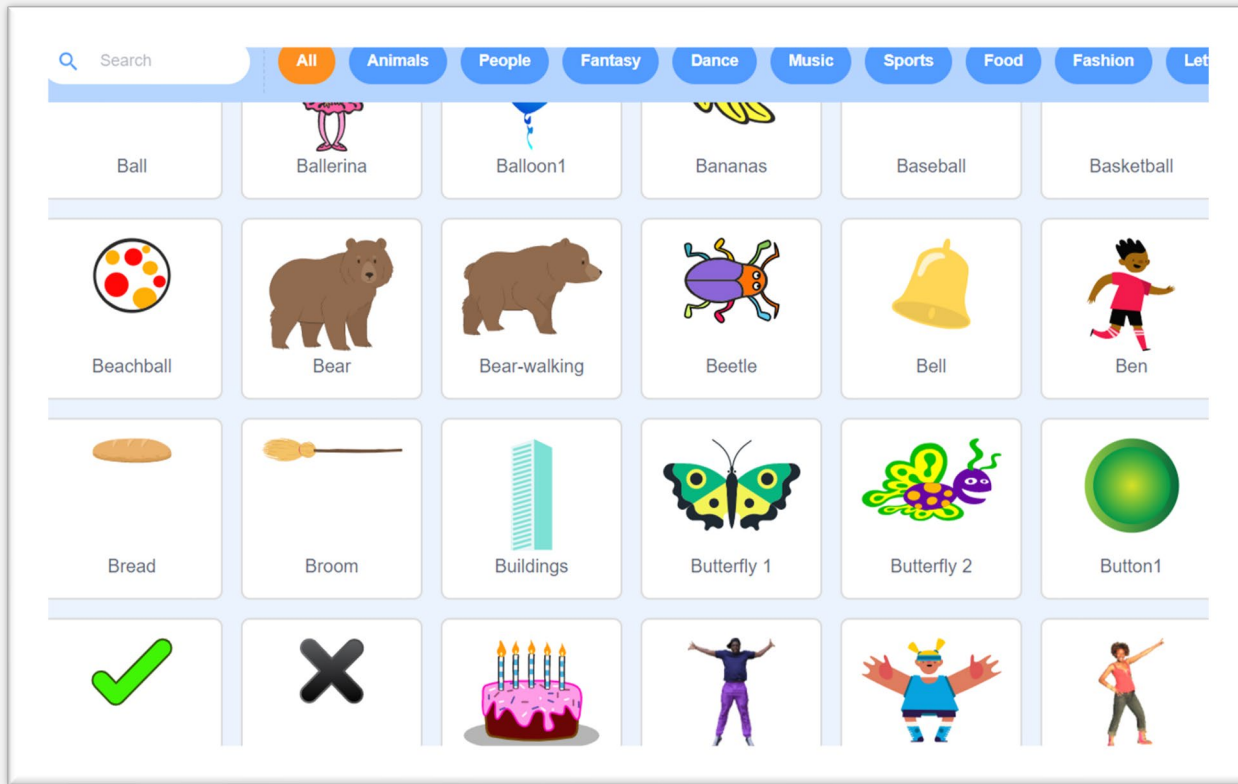 Search All Animals People Fantasy Dance Music Sports Food Fashion Let
Ball Ballerina Balloon1 Bananas Baseball Basketball
Beachball Bear Bear-walking Beetle Bell Ben
Bread Broom Buildings Butterfly 1 Butterfly 2 Button1